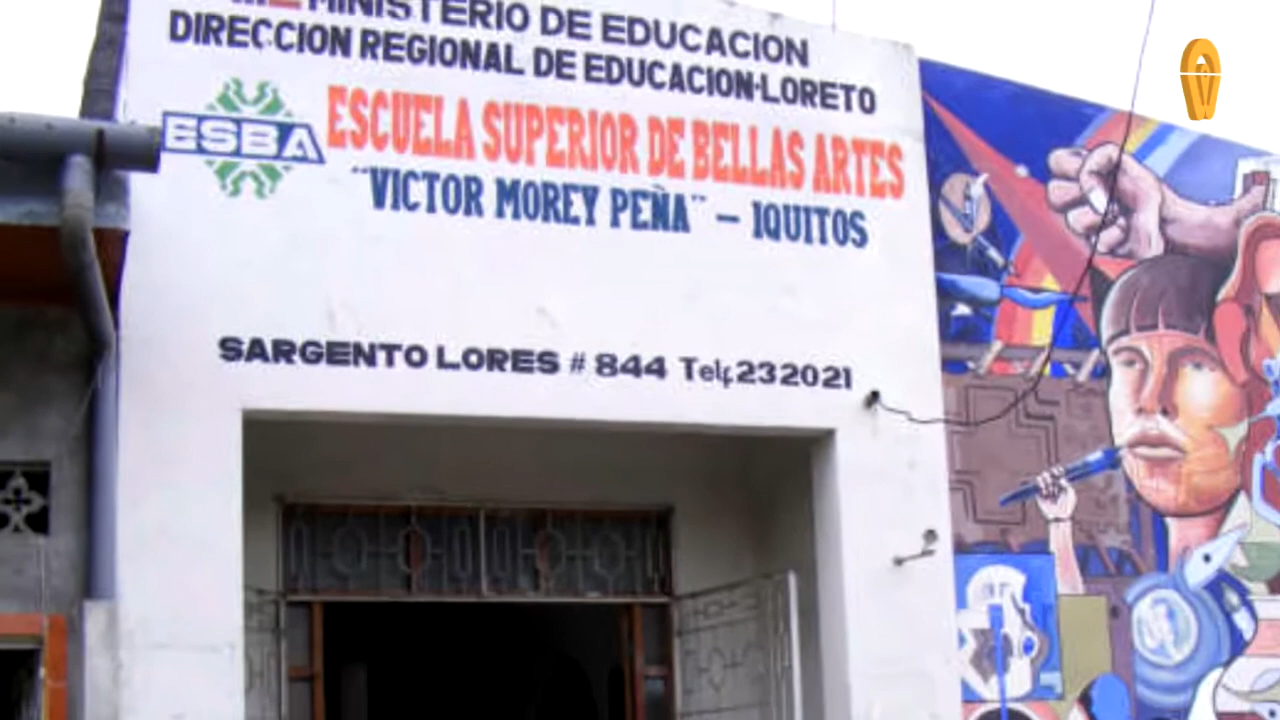 MINISTERIO DE EDUCACION
DIRECCION REGIONAL DE EDUCACION-LORETO
ESBA
ESCUELA SUPERIOR DE BELLAS ARTES
"VICTOR MOREY PEÑA" - IQUITOS
SARGENTO LORES # 844 Telf 232021